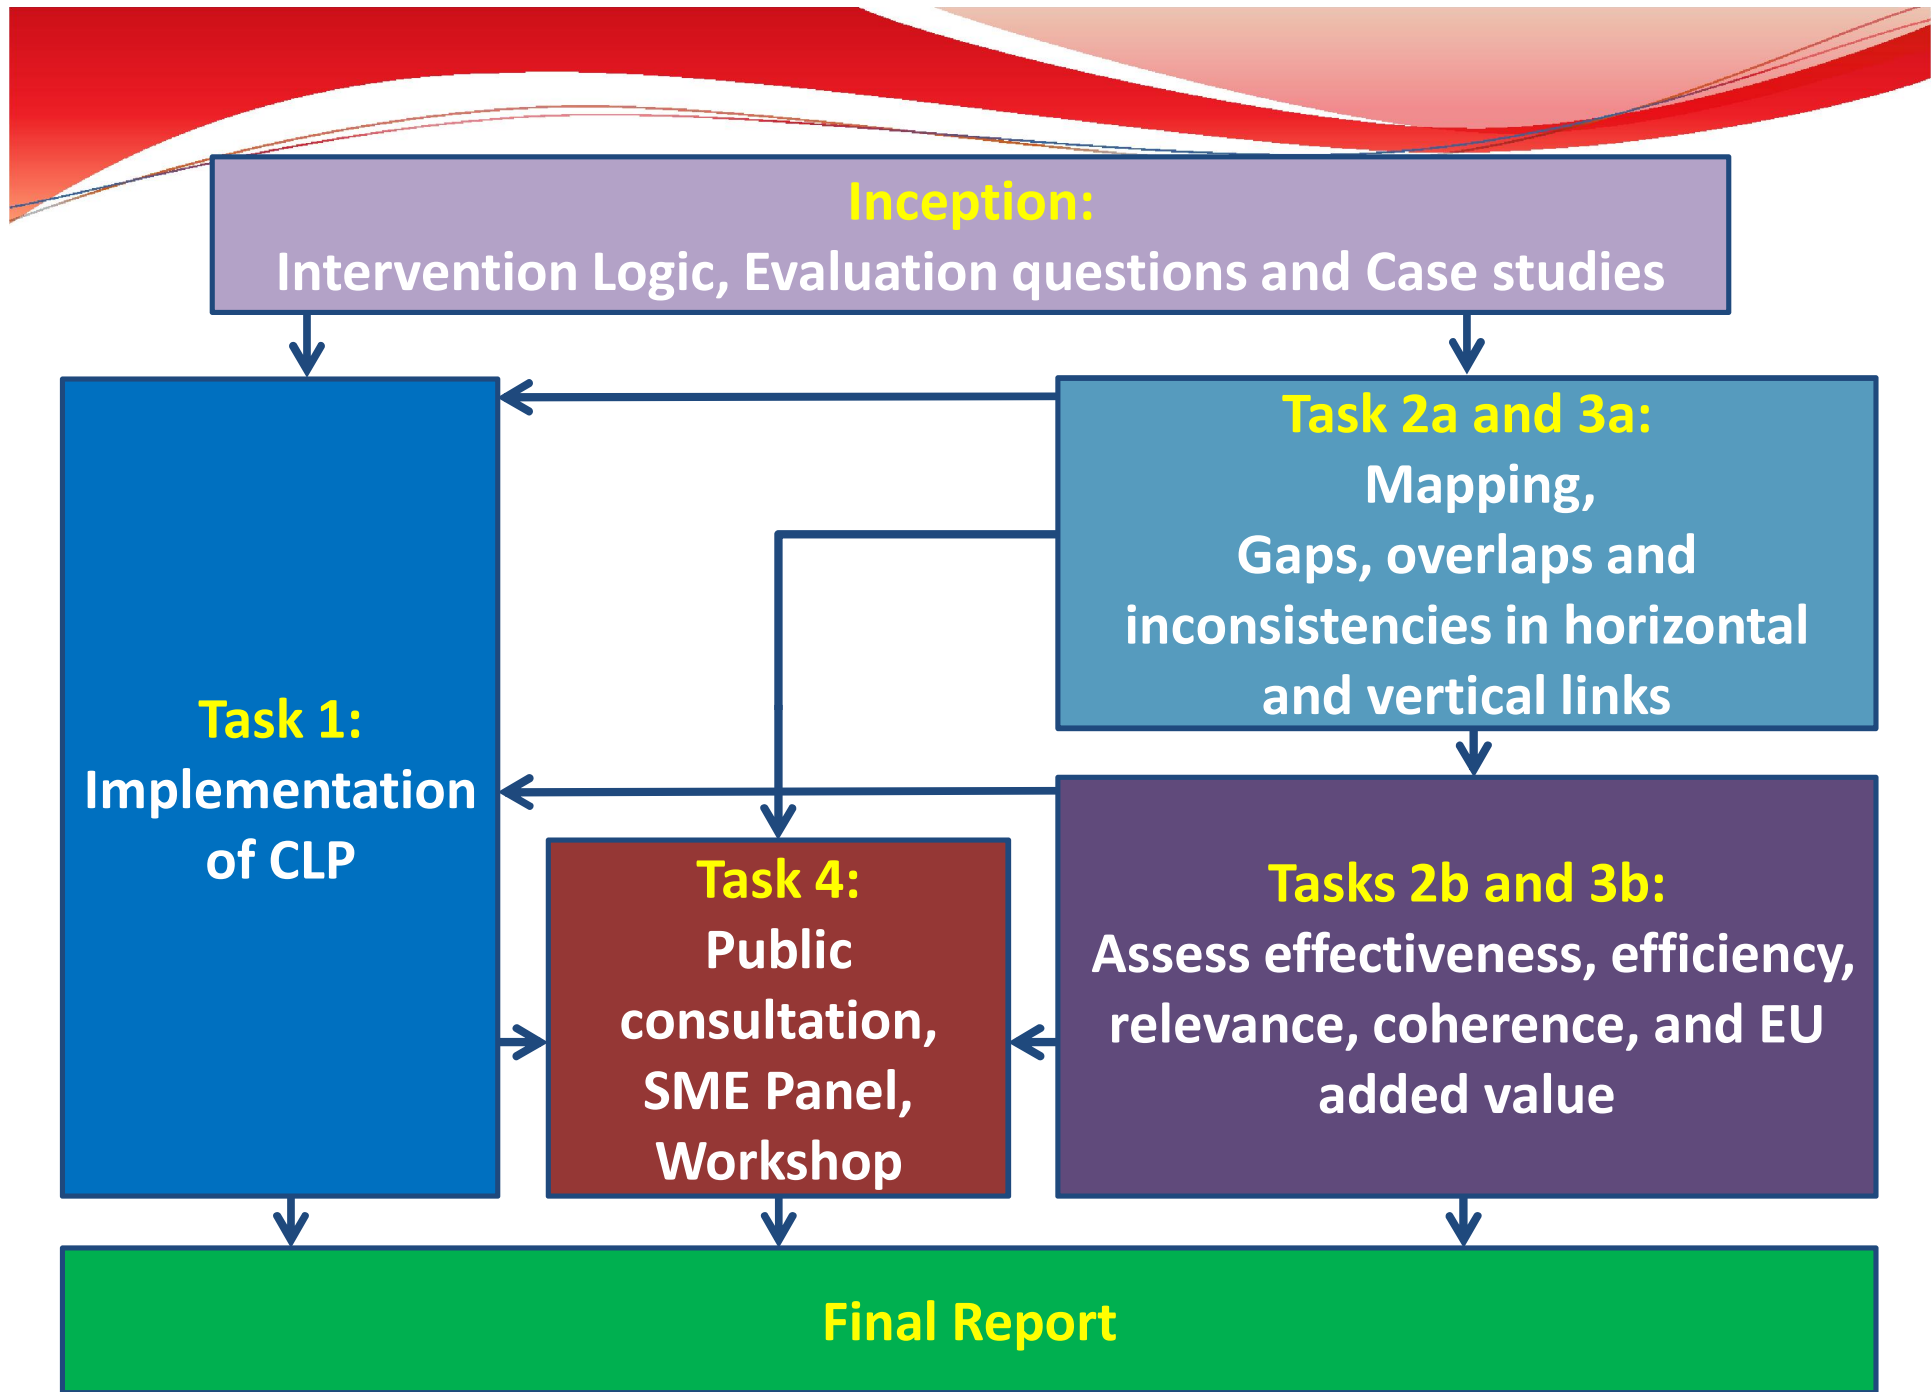 Inception:
Intervention Logic, Evaluation questions and Case studies
Task 2a and 3a:
Mapping,
Gaps, overlaps and
inconsistencies in horizontal
and vertical links
Task 1:
Implementation
of CLP
Task 4:
Public
consultation,
SME Panel,
Workshop
Tasks 2b and 3b:
Assess effectiveness, efficiency,
relevance, coherence, and EU
added value
Final Report